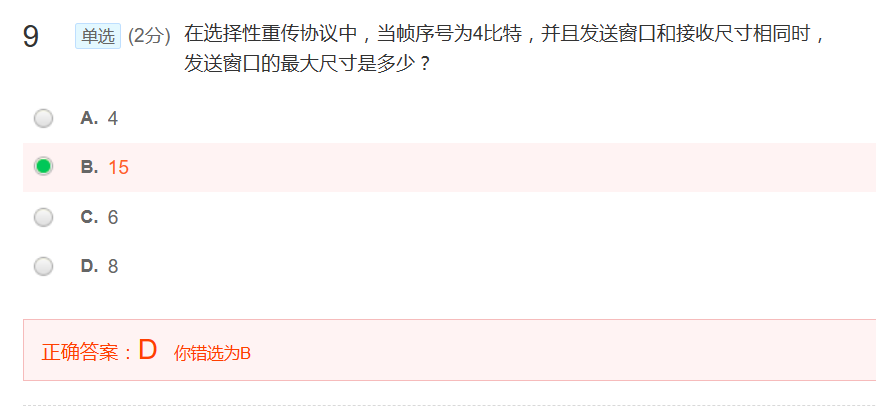 9 单选 (2分) 在选择性重传协议中，当帧序号为4比特，并且发送窗口和接收尺寸相同时，
发送窗口的最大尺寸是多少？
A. 4
B. 15
C. 6
D. 8
正确答案：D 你错选为B